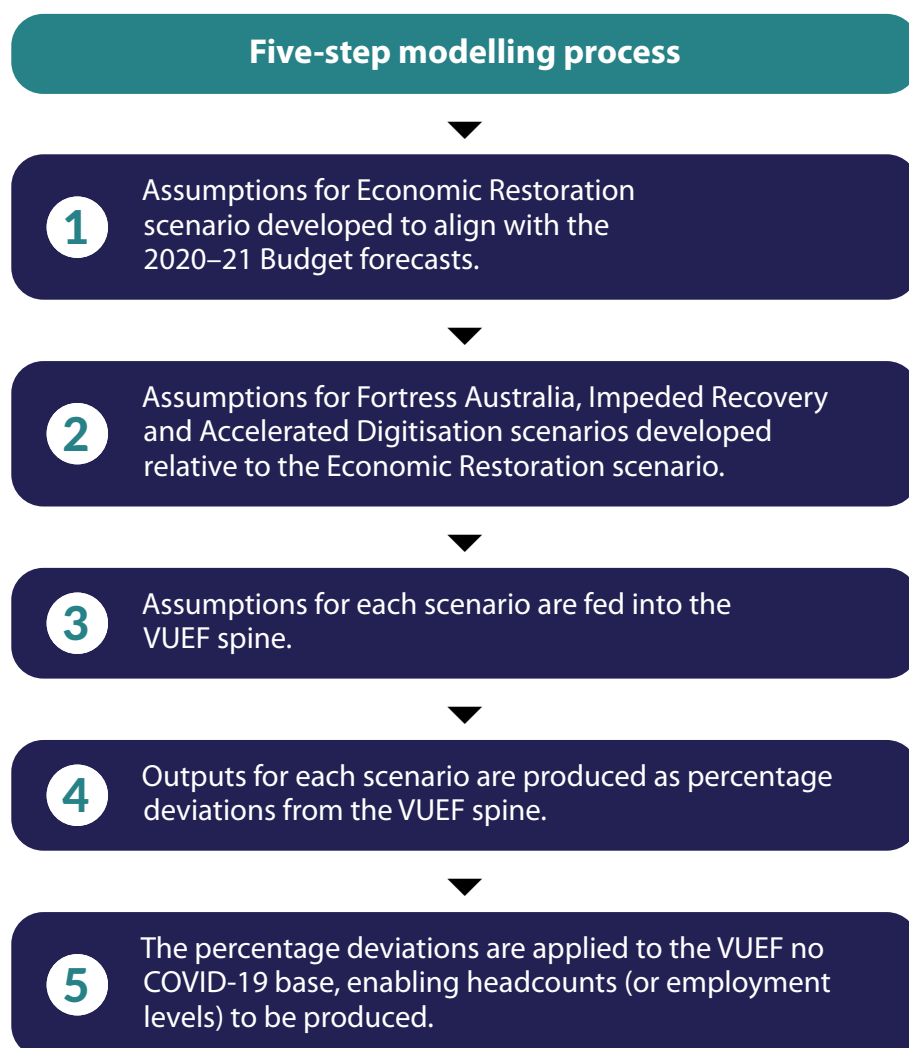 Five-step modelling process
1
Assumptions for Economic Restoration
scenario developed to align with the
2020–21 Budget forecasts.
2
Assumptions for Fortress Australia, Impeded Recovery
and Accelerated Digitisation scenarios developed
relative to the Economic Restoration scenario.
3
Assumptions for each scenario are fed into the
VUEF spine.
4
Outputs for each scenario are produced as percentage
deviations from the VUEF spine.
5
The percentage deviations are applied to the VUEF no
COVID-19 base, enabling headcounts (or employment
levels) to be produced.